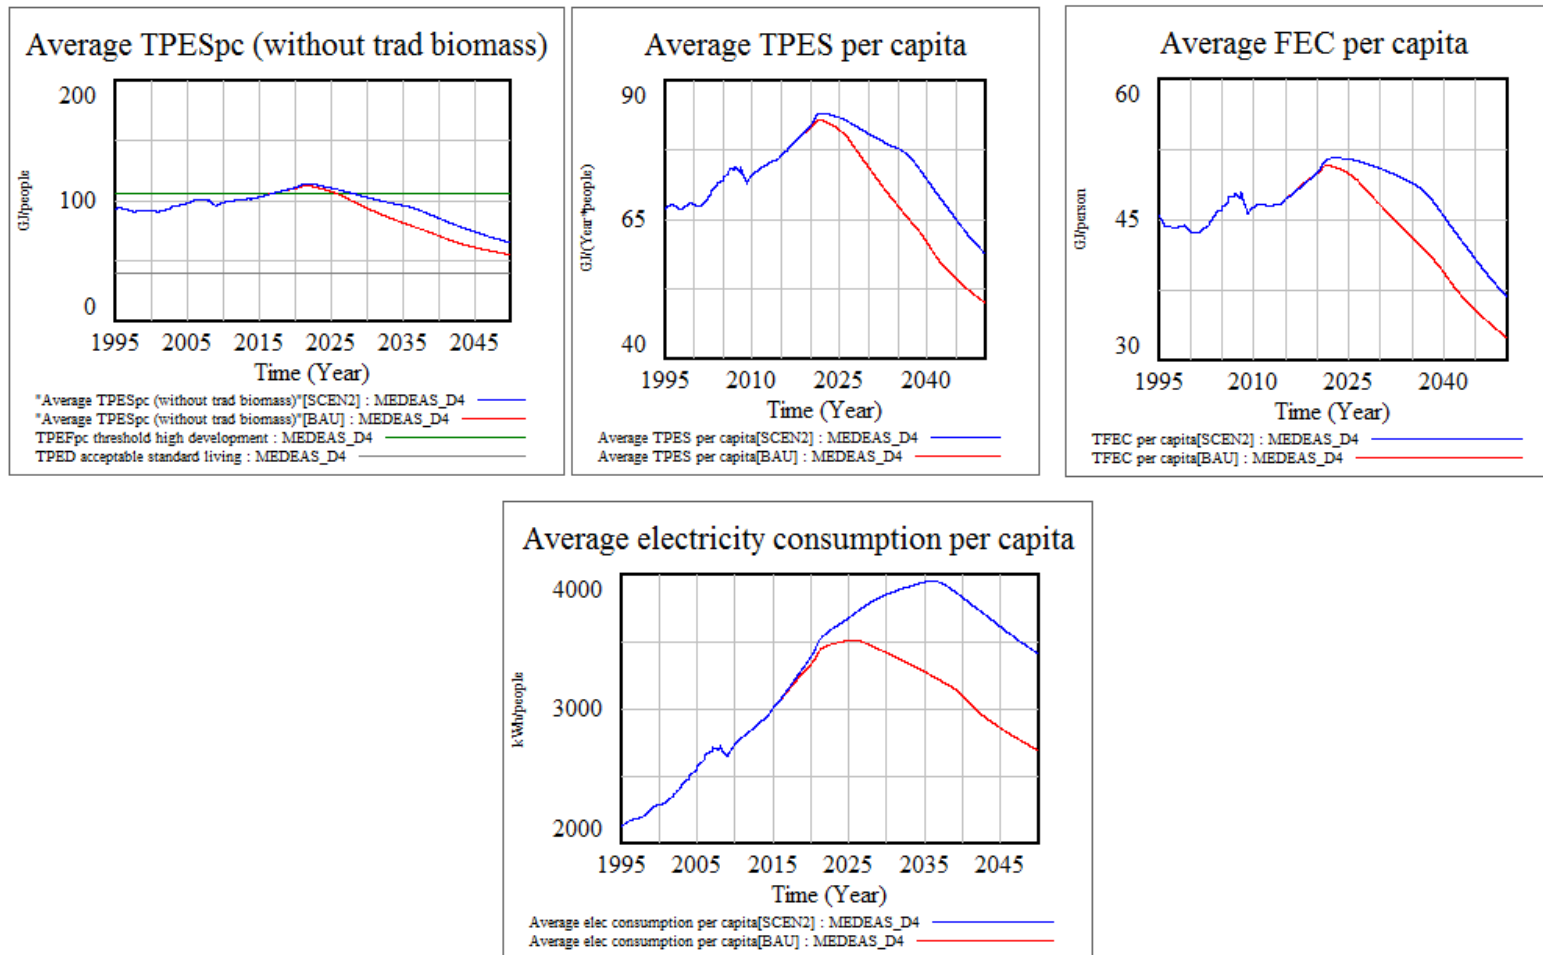 Average TPESpc (without trad biomass)
200
100
0
GJ/people
1995 2005 2015 2025 2035 2045
Time (Year)
"Average TPESpc (without trad biomass)"[SCEN2] : MEDEAS_D4
"Average TPESpc (without trad biomass)"[BAU] : MEDEAS_D4
TPEFpc threshold high development : MEDEAS_D4
TPED acceptable standard living : MEDEAS_D4
Average TPES per capita
90
65
40
GJ/(Year*people)
1995 2010 2025 2040
Time (Year)
Average TPES per capita[SCEN2] : MEDEAS_D4
Average TPES per capita[BAU] : MEDEAS_D4
Average FEC per capita
60
45
30
GJ/person
1995 2010 2025 2040
Time (Year)
TFEC per capita[SCEN2] : MEDEAS_D4
TFEC per capita[BAU] : MEDEAS_D4
Average electricity consumption per capita
4000
3000
2000
kWh/people
1995 2005 2015 2025 2035 2045
Time (Year)
Average elec consumption per capita[SCEN2] : MEDEAS_D4
Average elec consumption per capita[BAU] : MEDEAS_D4